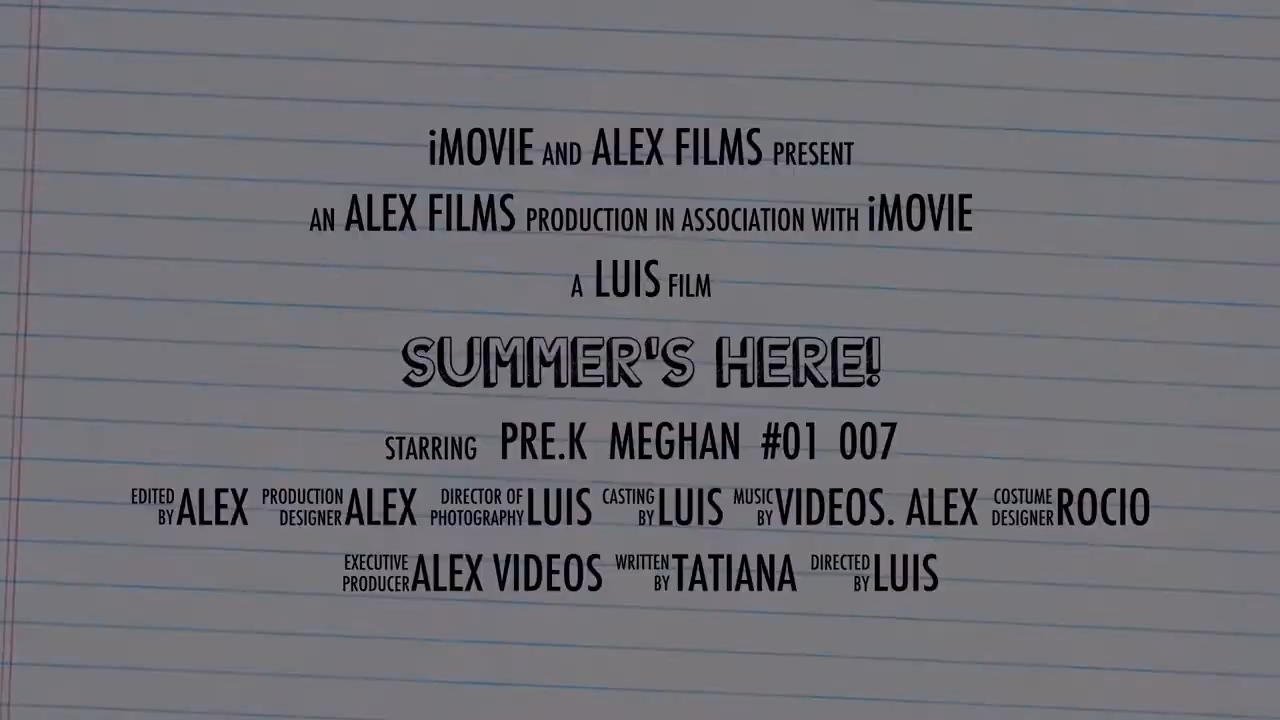 iMOVIE AND ALEX FILMS PRESENT
AN ALEX FILMS PRODUCTION IN ASSOCIATION WITH iMOVIE
A LUIS FILM
SUMMER'S HERE!
STARRING PRE.K MEGHAN #01 007
EDITED BY ALEX PRODUCTION DESIGNER ALEX DIRECTOR OF PHOTOGRAPHY LUIS CASTING BY LUIS MUSIC BY VIDEOS. ALEX COSTUME DESIGNER ROCIO
EXECUTIVE PRODUCER ALEX VIDEOS WRITTEN BY TATIANA DIRECTED BY LUIS